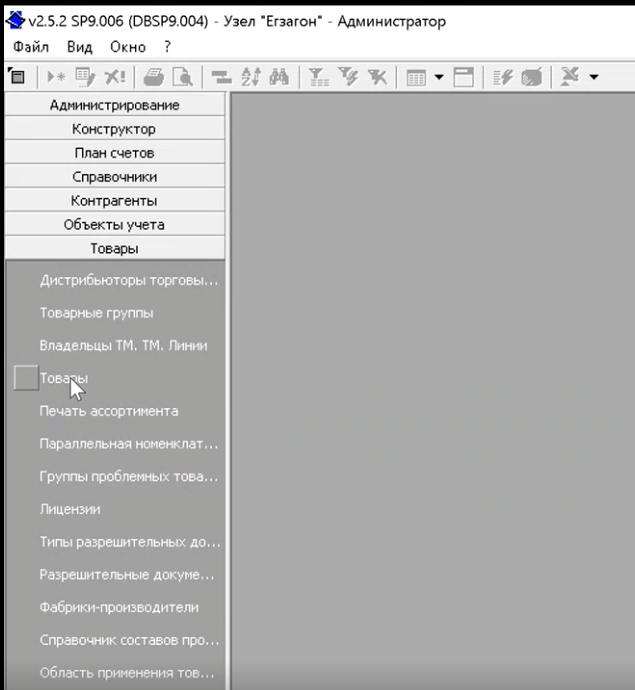 v2.5.2 SP9.006 (DBSP9.004) - Узел "Егзагон" - Администратор
Файл Вид Окно ?
Администрирование
Конструктор
План счетов
Справочники
Контрагенты
Объекты учета
Товары
Дистрибьюторы торговы...
Товарные группы
Владельцы ТМ. ТМ. Линии
Товары
Печать ассортимента
Параллельная номенклат...
Группы проблемных това...
Лицензии
Типы разрешительных до...
Разрешительные докуме...
Фабрики-производители
Справочник составов про...
Область применения тов...